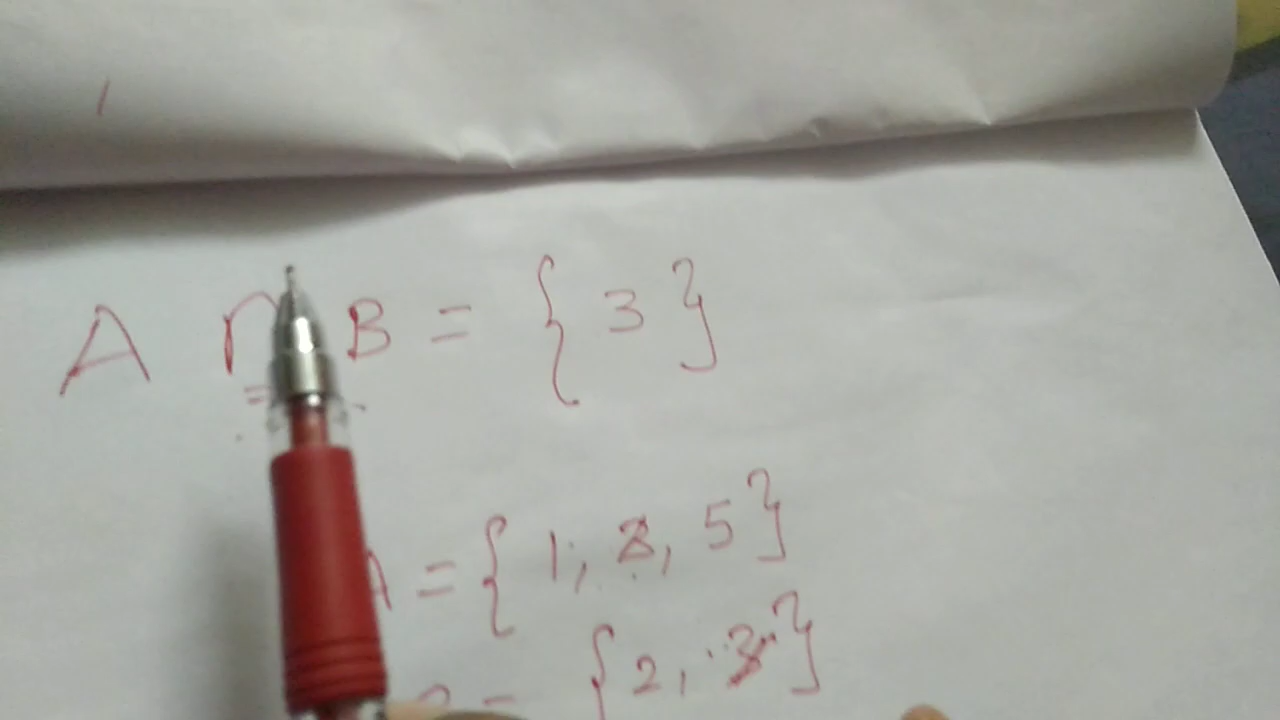 A ∩ B = { 3 }
A = { 1, 3, 5 }
B = { 2, 3 }